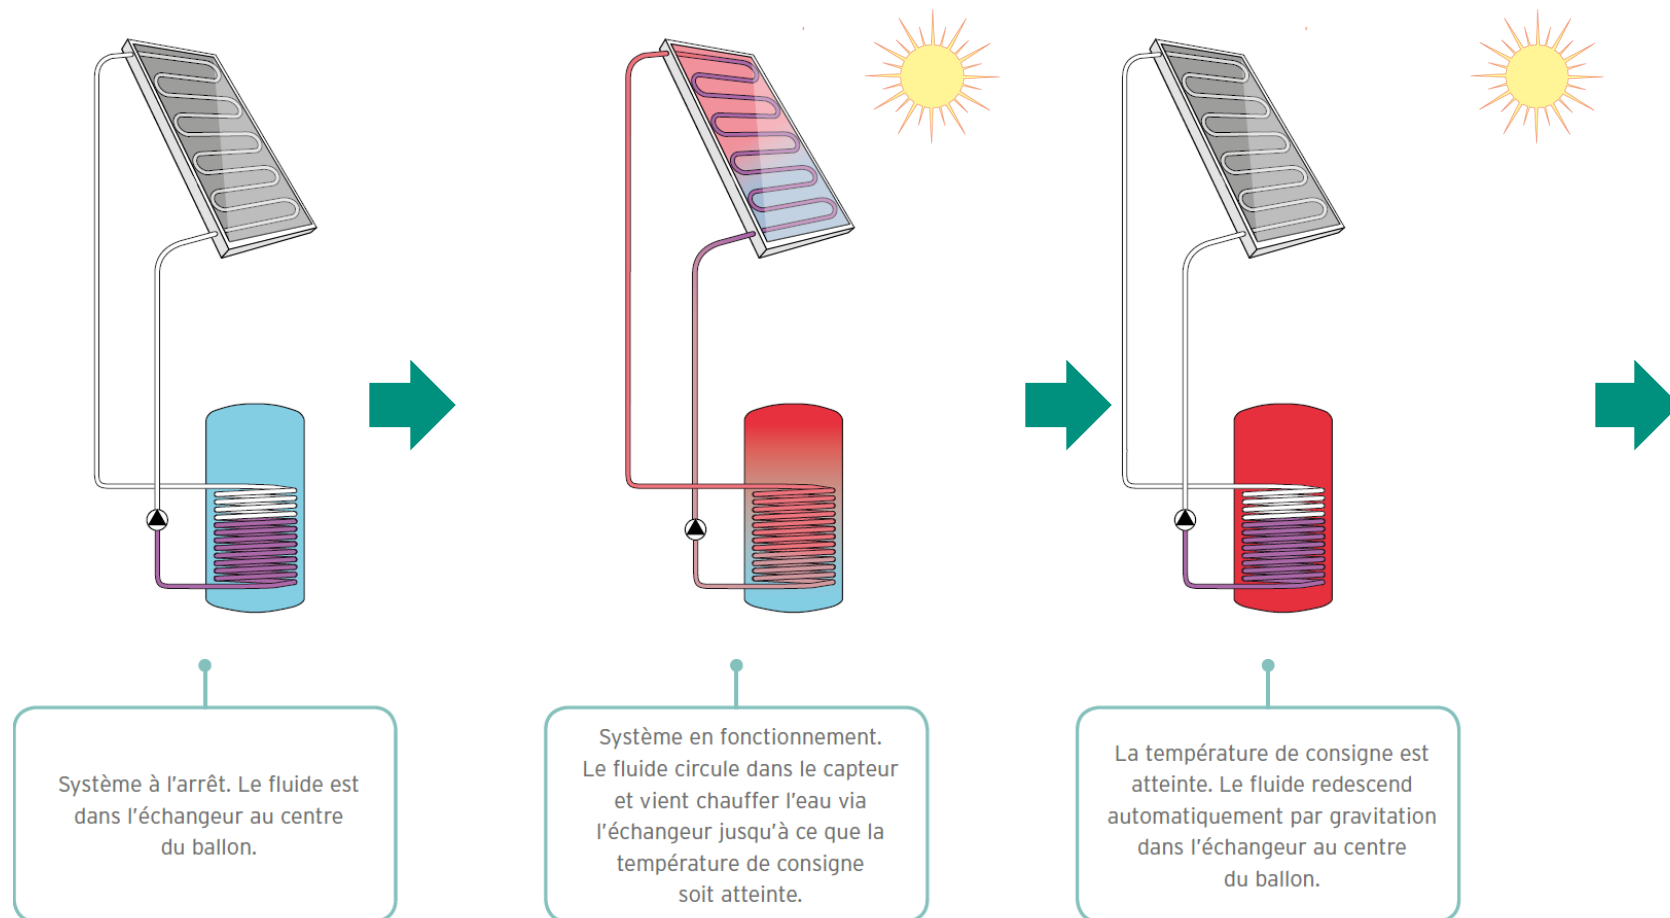 Système à l’arrêt. Le fluide est
dans l’échangeur au centre
du ballon.
Système en fonctionnement.
Le fluide circule dans le capteur
et vient chauffer l’eau via
l’échangeur jusqu’à ce que la
température de consigne
soit atteinte.
La température de consigne est
atteinte. Le fluide redescend
automatiquement par gravitation
dans l’échangeur au centre
du ballon.